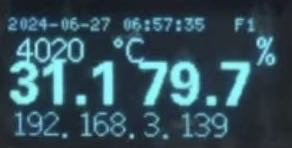 2024-06-27 06:57:35 F1
4020 °C %
31.1 79.7
192.168.3.139